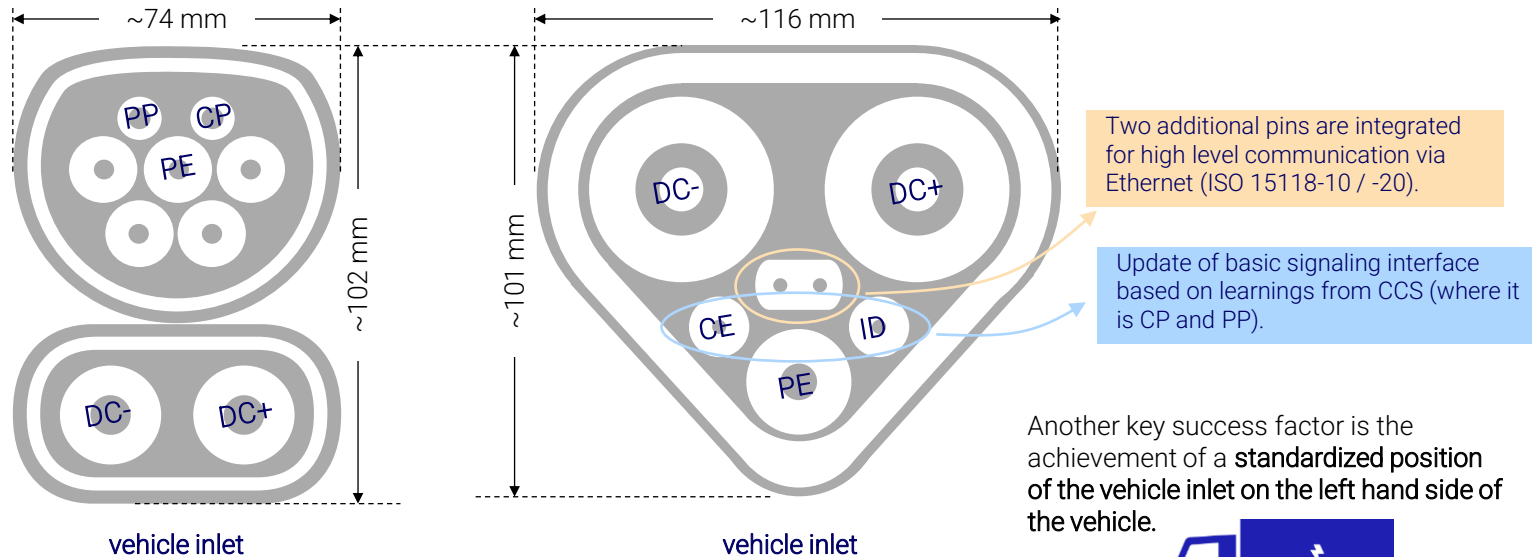 ~74 mm
~116 mm
PP
CP
PE
DC-
DC+
~102 mm
~101 mm
DC-
DC+
CE
ID
PE
Two additional pins are integrated
for high level communication via
Ethernet (ISO 15118-10 / -20).
Update of basic signaling interface
based on learnings from CCS (where it
is CP and PP).
Another key success factor is the
achievement of a standardized position
of the vehicle inlet on the left hand side of
the vehicle.
vehicle inlet
vehicle inlet